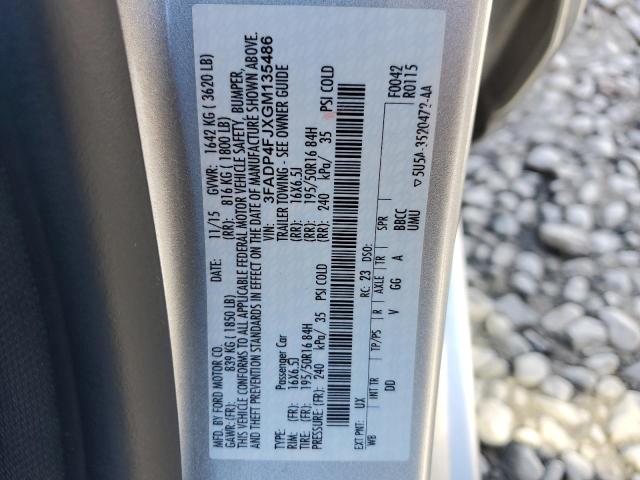 MFD. BY FORD MOTOR CO.
DATE: 11/15 GVWR: 1642 KG ( 3620 LB)
GAWR:(FR): 839 KG ( 1850 LB) (RR): 816 KG ( 1800 LB)
THIS VEHICLE CONFORMS TO ALL APPLICABLE FEDERAL MOTOR VEHICLE SAFETY, BUMPER,
AND THEFT PREVENTION STANDARDS IN EFFECT ON THE DATE OF MANUFACTURE SHOWN ABOVE.
VIN: 3FADP4FJXGM135486
TYPE: Passenger Car TRAILER TOWING - SEE OWNER GUIDE
RIM: (FR): 16X6.5J (RR): 16X6.5J
TIRE: (FR): 195/50R16 84H (RR): 195/50R16 84H
PRESSURE: (FR): 240 kPa/ 35 PSI COLD (RR): 240 kPa/ 35 PSI COLD
F0042
R0115
EXT PNT: UX RC: 23 DSO:
WB INT TR TP/PS R AXLE TR SPR BBCC
DD V GG A UMU
▽5U5A-3520472-AA